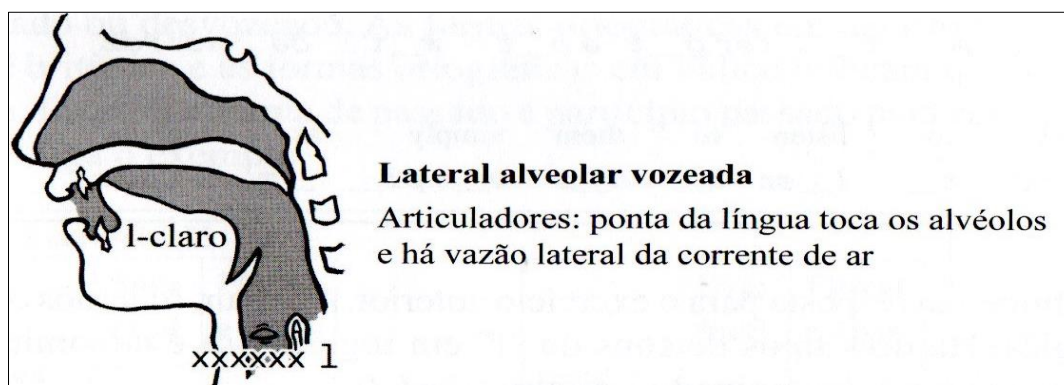 Lateral alveolar vozeada
Articuladores: ponta da língua toca os alvéolos
e há vazão lateral da corrente de ar
l-claro
xxxxxx l